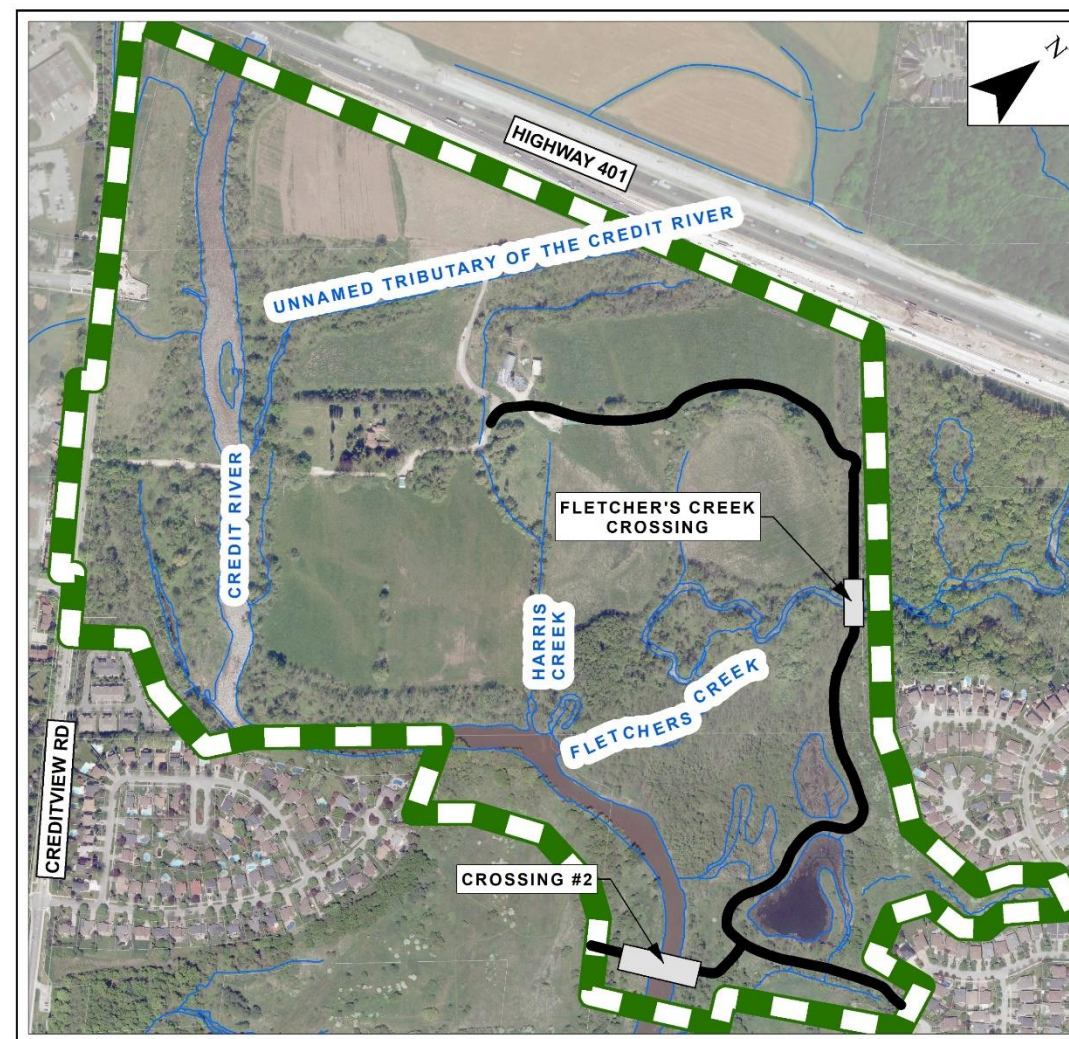 N
HIGHWAY 401
UNNAMED TRIBUTARY OF THE CREDIT RIVER
CREDIT RIVER
FLETCHER'S CREEK
CROSSING
HARRIS
CREEK
FLETCHERS CREEK
CREDITVIEW RD
CROSSING #2